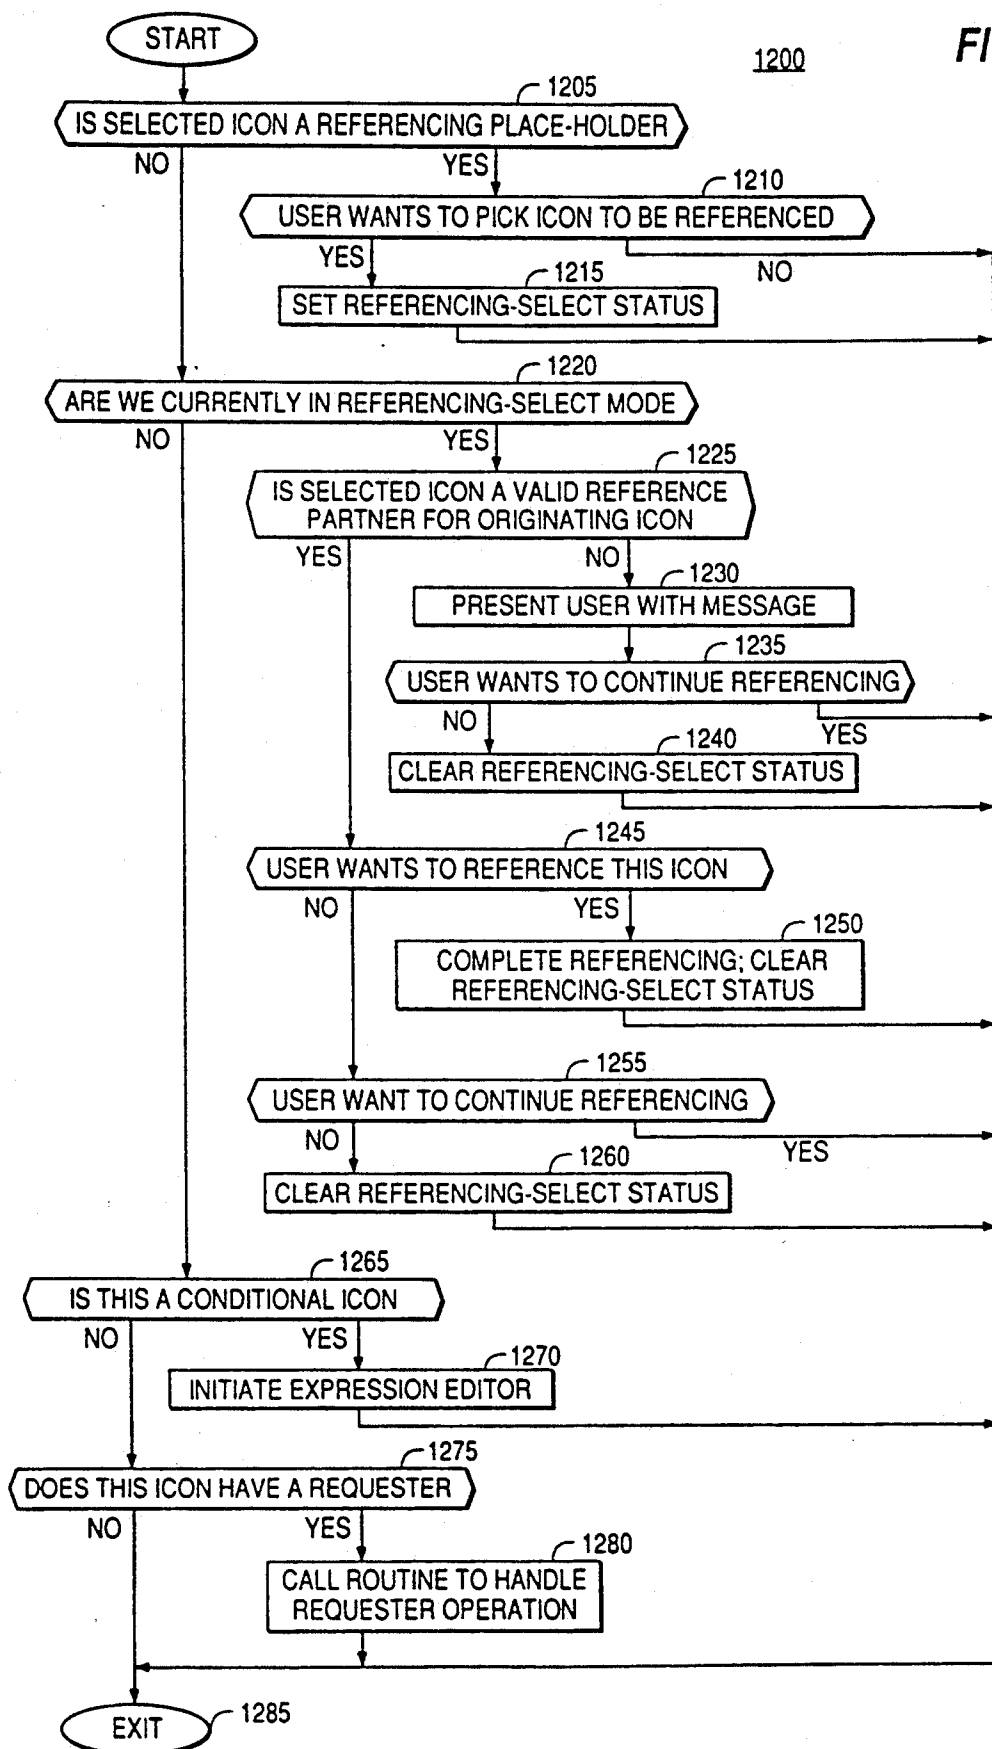 START
1200
FI
1205
IS SELECTED ICON A REFERENCING PLACE-HOLDER
NO
YES
1210
USER WANTS TO PICK ICON TO BE REFERENCED
YES
NO
1215
SET REFERENCING-SELECT STATUS
1220
ARE WE CURRENTLY IN REFERENCING-SELECT MODE
NO
YES
1225
IS SELECTED ICON A VALID REFERENCE
PARTNER FOR ORIGINATING ICON
YES
NO
1230
PRESENT USER WITH MESSAGE
1235
USER WANTS TO CONTINUE REFERENCING
NO
YES
1240
CLEAR REFERENCING-SELECT STATUS
1245
USER WANTS TO REFERENCE THIS ICON
NO
YES
1250
COMPLETE REFERENCING; CLEAR
REFERENCING-SELECT STATUS
1255
USER WANT TO CONTINUE REFERENCING
NO
YES
1260
CLEAR REFERENCING-SELECT STATUS
1265
IS THIS A CONDITIONAL ICON
NO
YES
1270
INITIATE EXPRESSION EDITOR
1275
DOES THIS ICON HAVE A REQUESTER
NO
YES
1280
CALL ROUTINE TO HANDLE
REQUESTER OPERATION
EXIT
1285